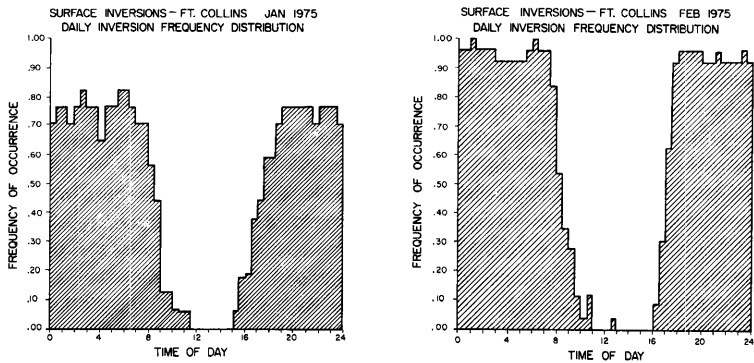 SURFACE INVERSIONS — FT. COLLINS JAN 1975
DAILY INVERSION FREQUENCY DISTRIBUTION
FREQUENCY OF OCCURRENCE
1.00
.90
.80
.70
.60
.50
.40
.30
.20
.10
.00
0 4 8 11 16 20 24
TIME OF DAY
SURFACE INVERSIONS — FT. COLLINS FEB 1975
DAILY INVERSION FREQUENCY DISTRIBUTION
FREQUENCY OF OCCURRENCE
1.00
.90
.80
.70
.60
.50
.40
.30
.20
.10
.00
0 4 8 12 16 20 24
TIME OF DAY